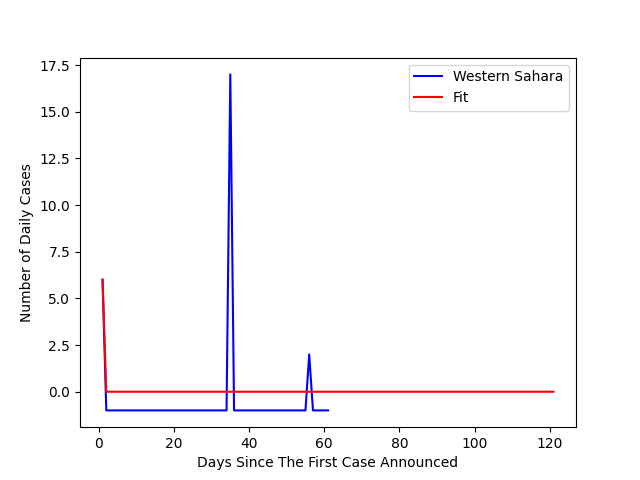 Western Sahara
Fit
Number of Daily Cases
17.5
15.0
12.5
10.0
7.5
5.0
2.5
0.0
0 20 40 60 80 100 120
Days Since The First Case Announced